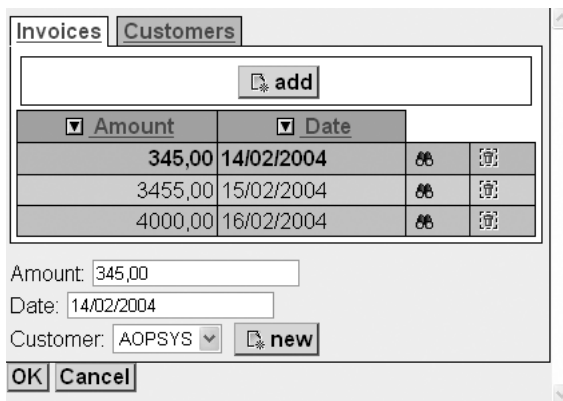 Invoices Customers
add
Amount Date
345,00 14/02/2004
3455,00 15/02/2004
4000,00 16/02/2004
Amount: 345,00
Date: 14/02/2004
Customer: AOPSYS new
OK Cancel